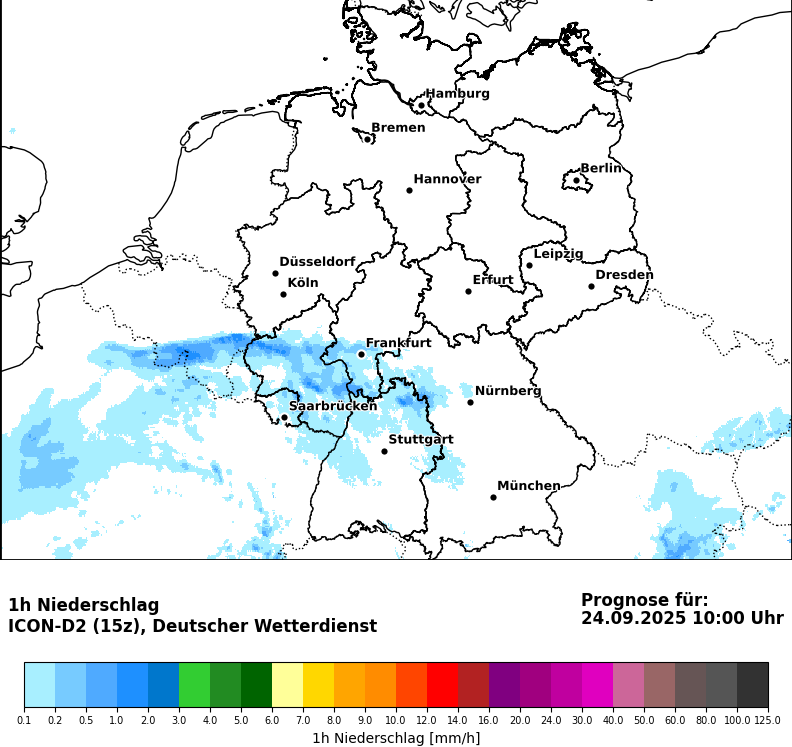 Hamburg
Bremen
Berlin
Hannover
Leipzig
Düsseldorf
Dresden
Köln
Erfurt
Frankfurt
Nürnberg
Saarbrücken
Stuttgart
München
1h Niederschlag
ICON-D2 (15z), Deutscher Wetterdienst
Prognose für:
24.09.2025 10:00 Uhr
0.1 0.2 0.5 1.0 2.0 3.0 4.0 5.0 6.0 7.0 9.0 10.0 12.0 14.0 16.0 20.0 24.0 30.0 40.0 50.0 60.0 80.0 100.0 125.0
1h Niederschlag [mm/h]